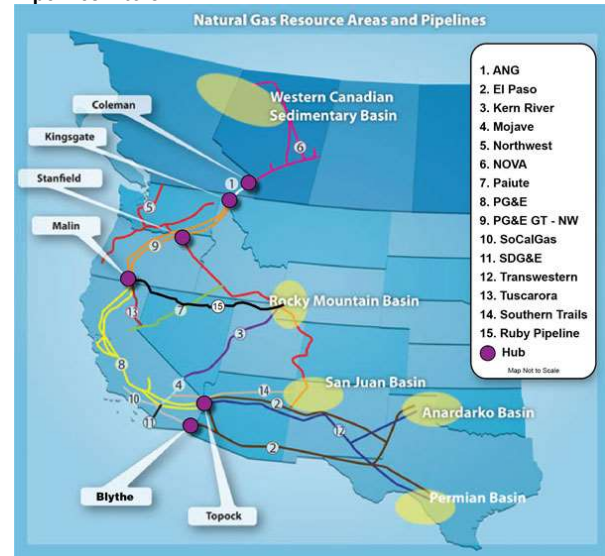 Natural Gas Resource Areas and Pipelines
Coleman
Kingsgate
Stanfield
Malin
Western Canadian
Sedimentary Basin
6
1
5
9
Rocky Mountain Basin
13
7
15
3
8
4
14
San Juan Basin
10
2
Anardarko Basin
12
11
2
Permian Basin
Blythe
Topock
1. ANG
2. El Paso
3. Kern River
4. Mojave
5. Northwest
6. NOVA
7. Paiute
8. PG&E
9. PG&E GT - NW
10. SoCalGas
11. SDG&E
12. Transwestern
13. Tuscarora
14. Southern Trails
15. Ruby Pipeline
Hub
Map Not to Scale